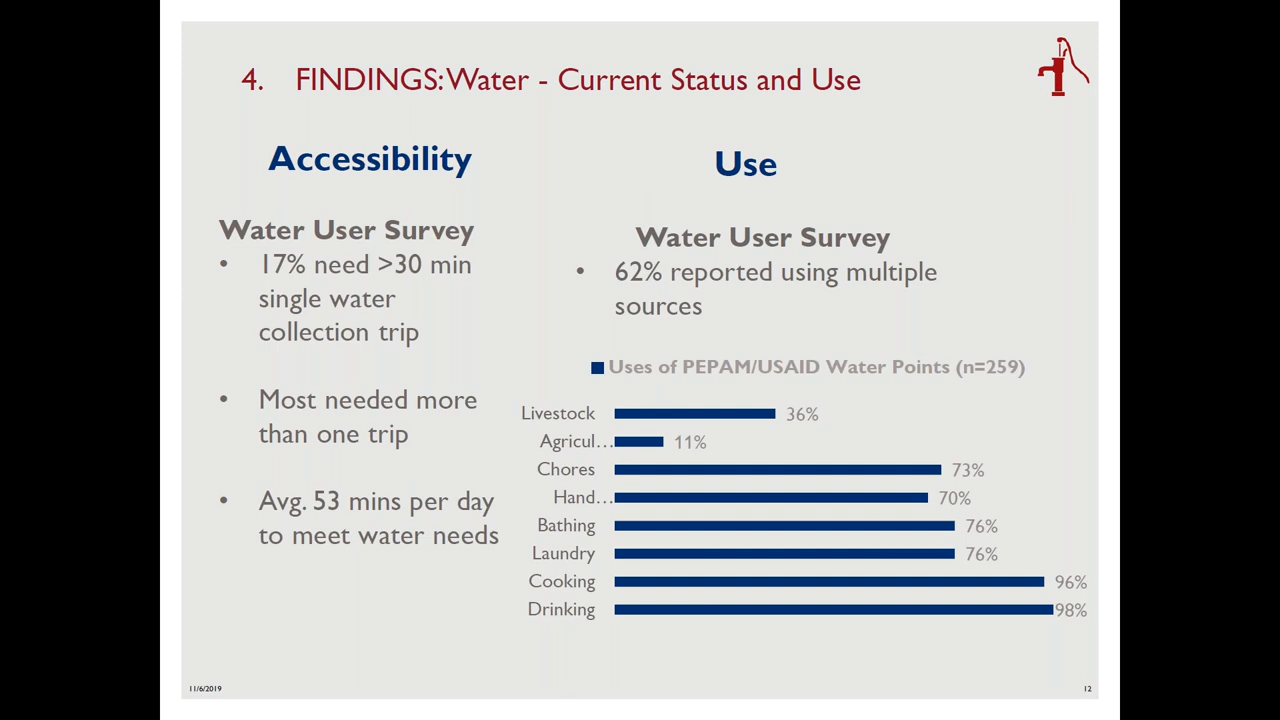 4. FINDINGS: Water - Current Status and Use
Accessibility
Water User Survey
• 17% need >30 min
single water
collection trip
• Most needed more
than one trip
• Avg. 53 mins per day
to meet water needs
Use
Water User Survey
• 62% reported using multiple
sources
Uses of PEPAM/USAID Water Points (n=259)
Livestock 36%
Agricul... 11%
Chores 73%
Hand... 70%
Bathing 76%
Laundry 76%
Cooking 96%
Drinking 98%
11/6/2019
12